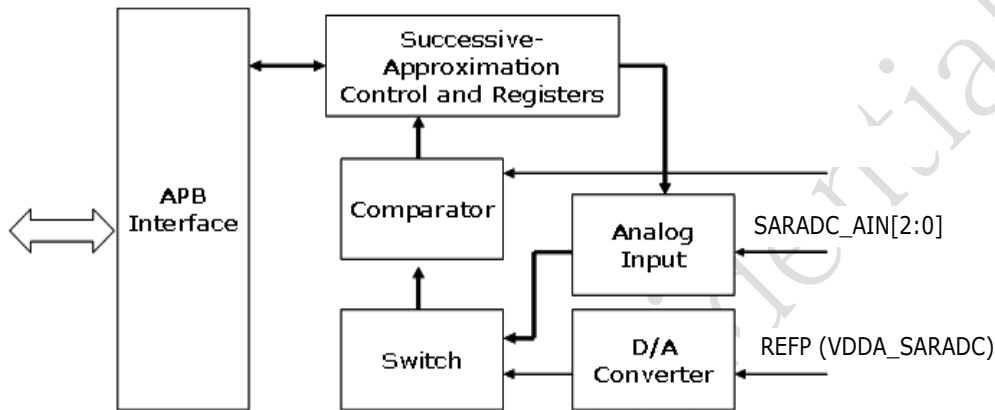 Successive-
Approximation
Control and Registers
APB
Interface
Comparator
Analog
Input
SARADC_AIN[2:0]
Switch
D/A
Converter
REFP (VDDA_SARADC)